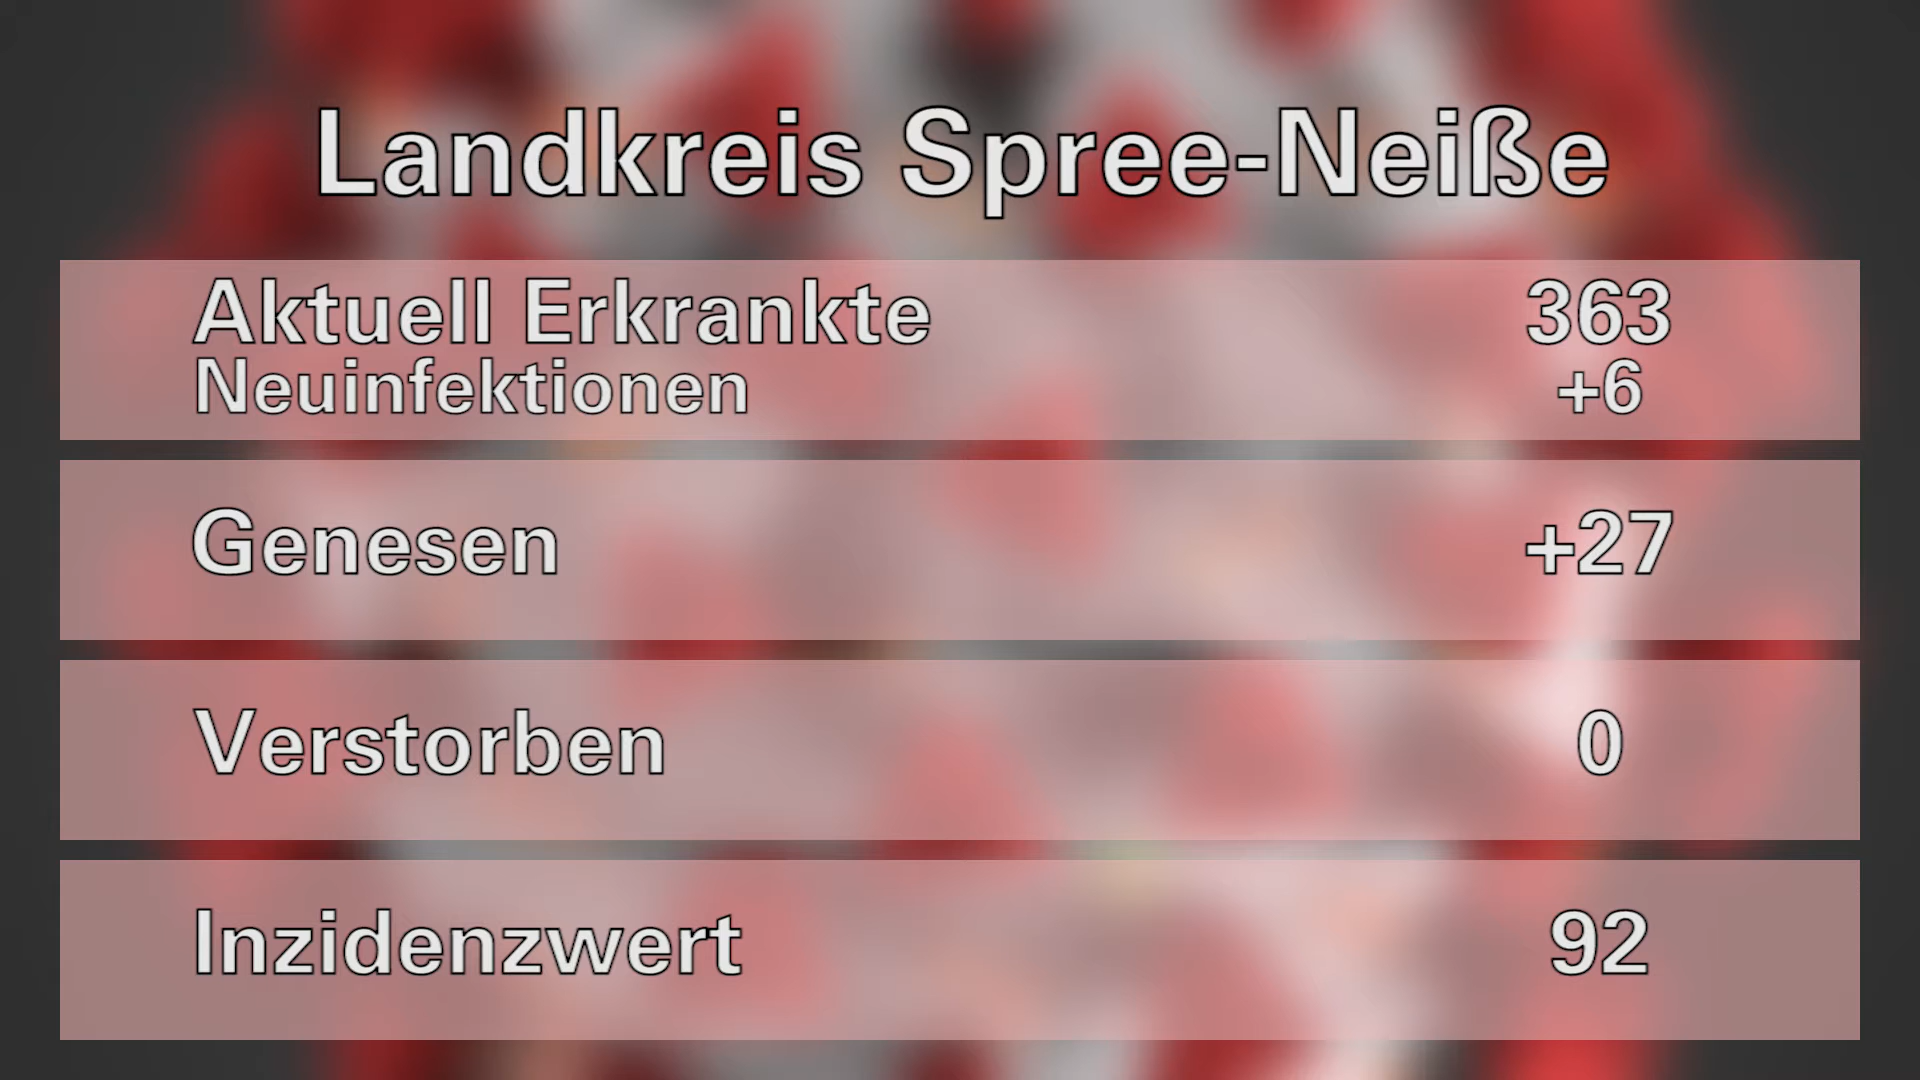 Landkreis Spree-Neiße
Aktuell Erkrankte 363
Neuinfektionen +6
Genesen +27
Verstorben 0
Inzidenzwert 92